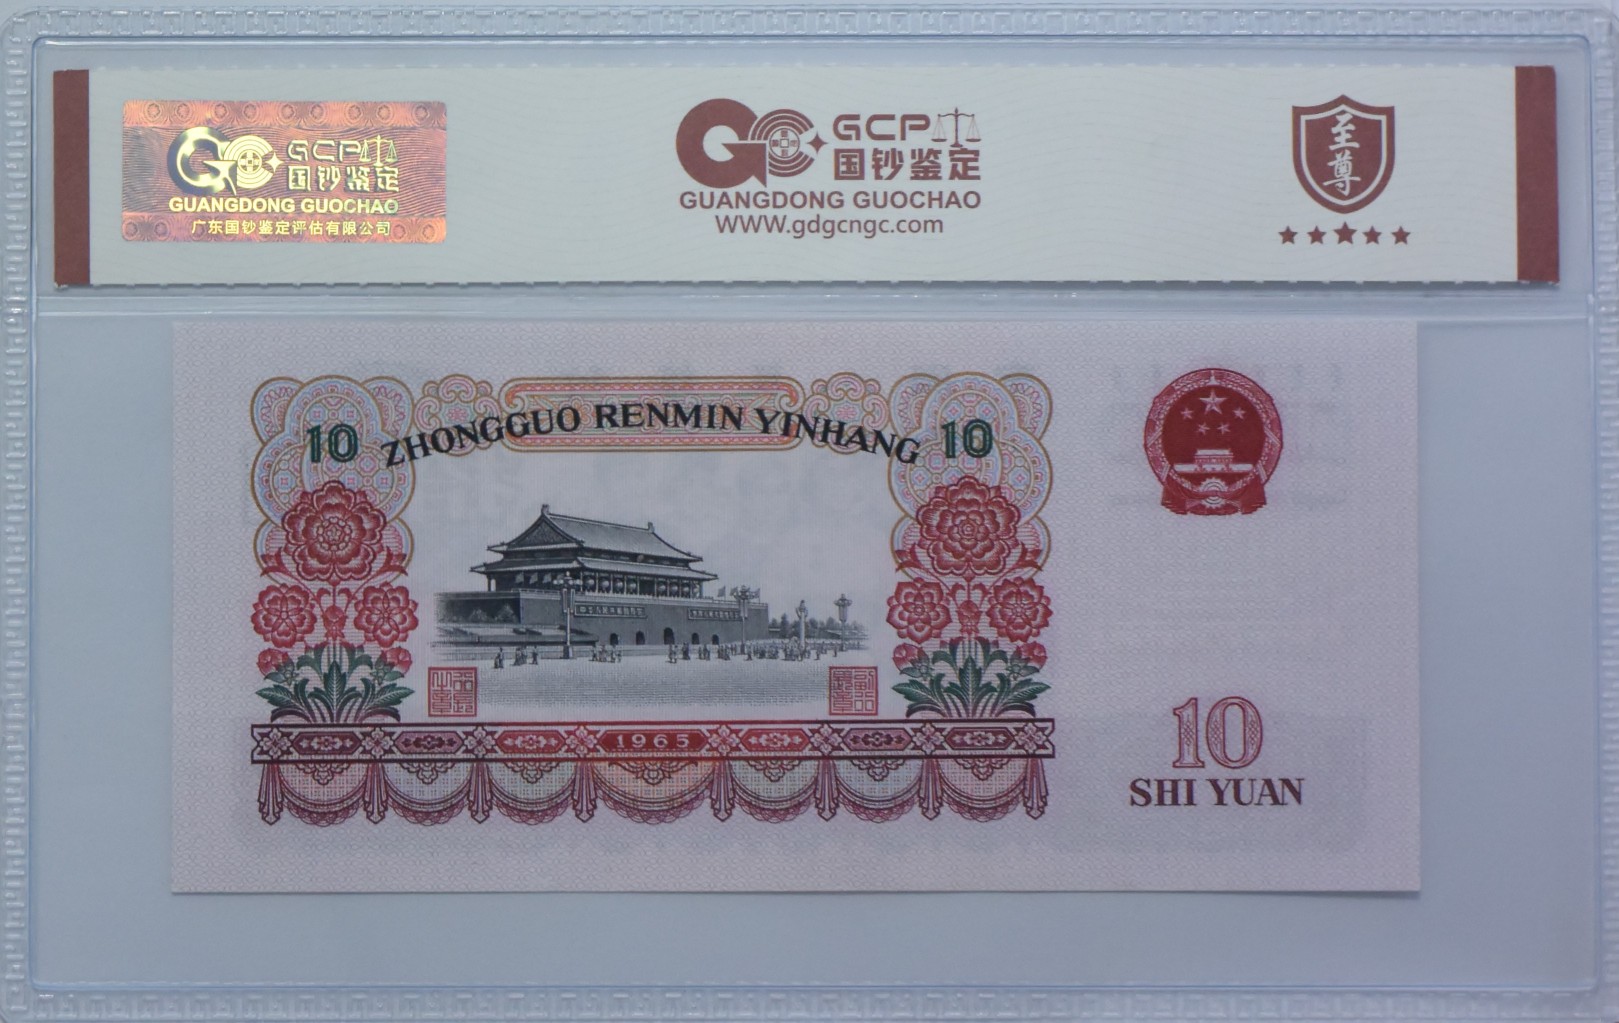 GCP
国钞鉴定
GUANGDONG GUOCHAO
广东国钞鉴定评估有限公司
GCP
国钞鉴定
GUANGDONG GUOCHAO
WWW.gdgcngc.com
至尊
10 ZHONGGUO RENMIN YINHANG 10
1965
10
SHI YUAN